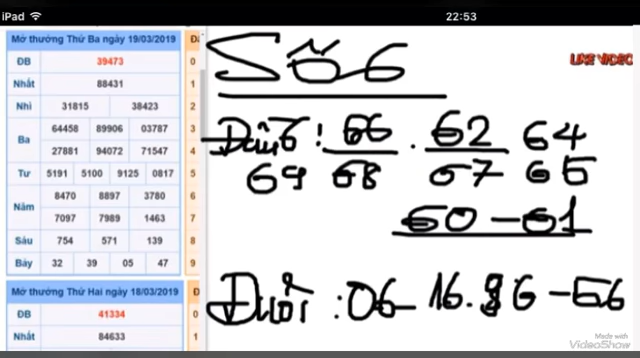 iPad 22:53
Mở thưởng Thứ Ba ngày 19/03/2019
ĐB 39473 0
Nhất 88431 1
Nhì 31815 38423 2
Ba 64458 89906 03787 3
27881 94072 71547 4
Tư 5191 5100 9125 0817 5
Năm 8470 8897 3780 6
7097 7989 1463 7
Sáu 754 571 139 8
Bảy 32 39 05 47 9
Mở thưởng Thứ Hai ngày 18/03/2019
ĐB 41334 0
Nhất 84633 1
Số 6
LIKE VIDEO
Đầu 6 : 66 . 62 64
69 68 67 65
60 - 61
Đuôi : 06 - 16 . 86 - 56
Made with
VideoShow